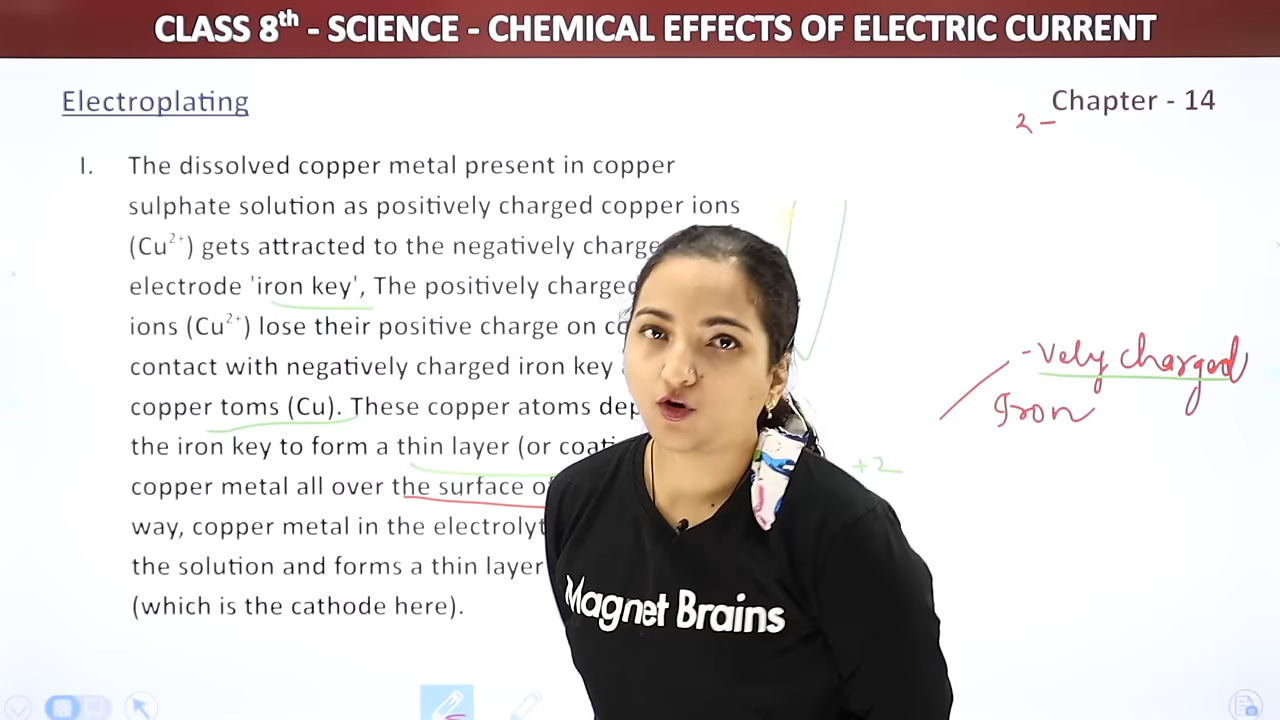 CLASS 8th - SCIENCE - CHEMICAL EFFECTS OF ELECTRIC CURRENT
Electroplating
Chapter - 14
2 -
I. The dissolved copper metal present in copper
sulphate solution as positively charged copper ions
(Cu2+) gets attracted to the negatively charge
electrode 'iron key', The positively charged
ions (Cu2+) lose their positive charge on co
contact with negatively charged iron key
copper toms (Cu). These copper atoms dep
the iron key to form a thin layer (or coati
copper metal all over the surface of
way, copper metal in the electrolyt
the solution and forms a thin layer
(which is the cathode here).
-vely charged
Iron
+2
Magnet Brains